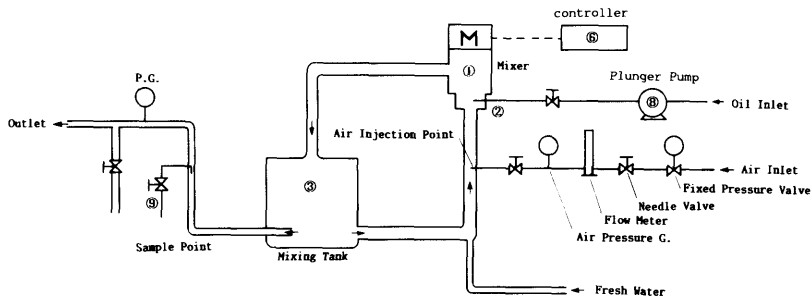 controller
M
⑥
①
Mixer
P.G.
Plunger Pump
⑧
②
Oil Inlet
Outlet
Air Injection Point
Air Inlet
③
Fixed Pressure Valve
⑨
Needle Valve
Flow Meter
Sample Point
Mixing Tank
Air Pressure G.
Fresh Water